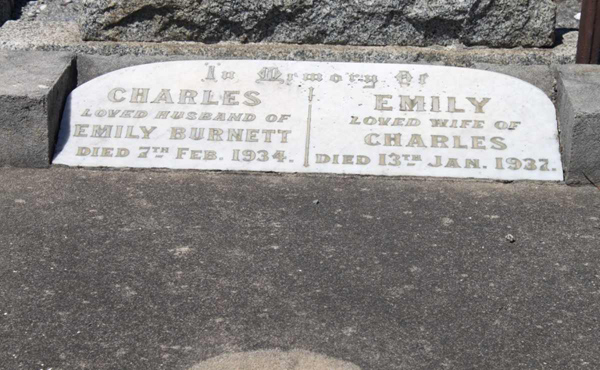 In Memory Of
CHARLES
LOVED HUSBAND OF
EMILY BURNETT
DIED 7TH FEB. 1934.
EMILY
LOVED WIFE OF
CHARLES
DIED 13TH JAN. 1937.